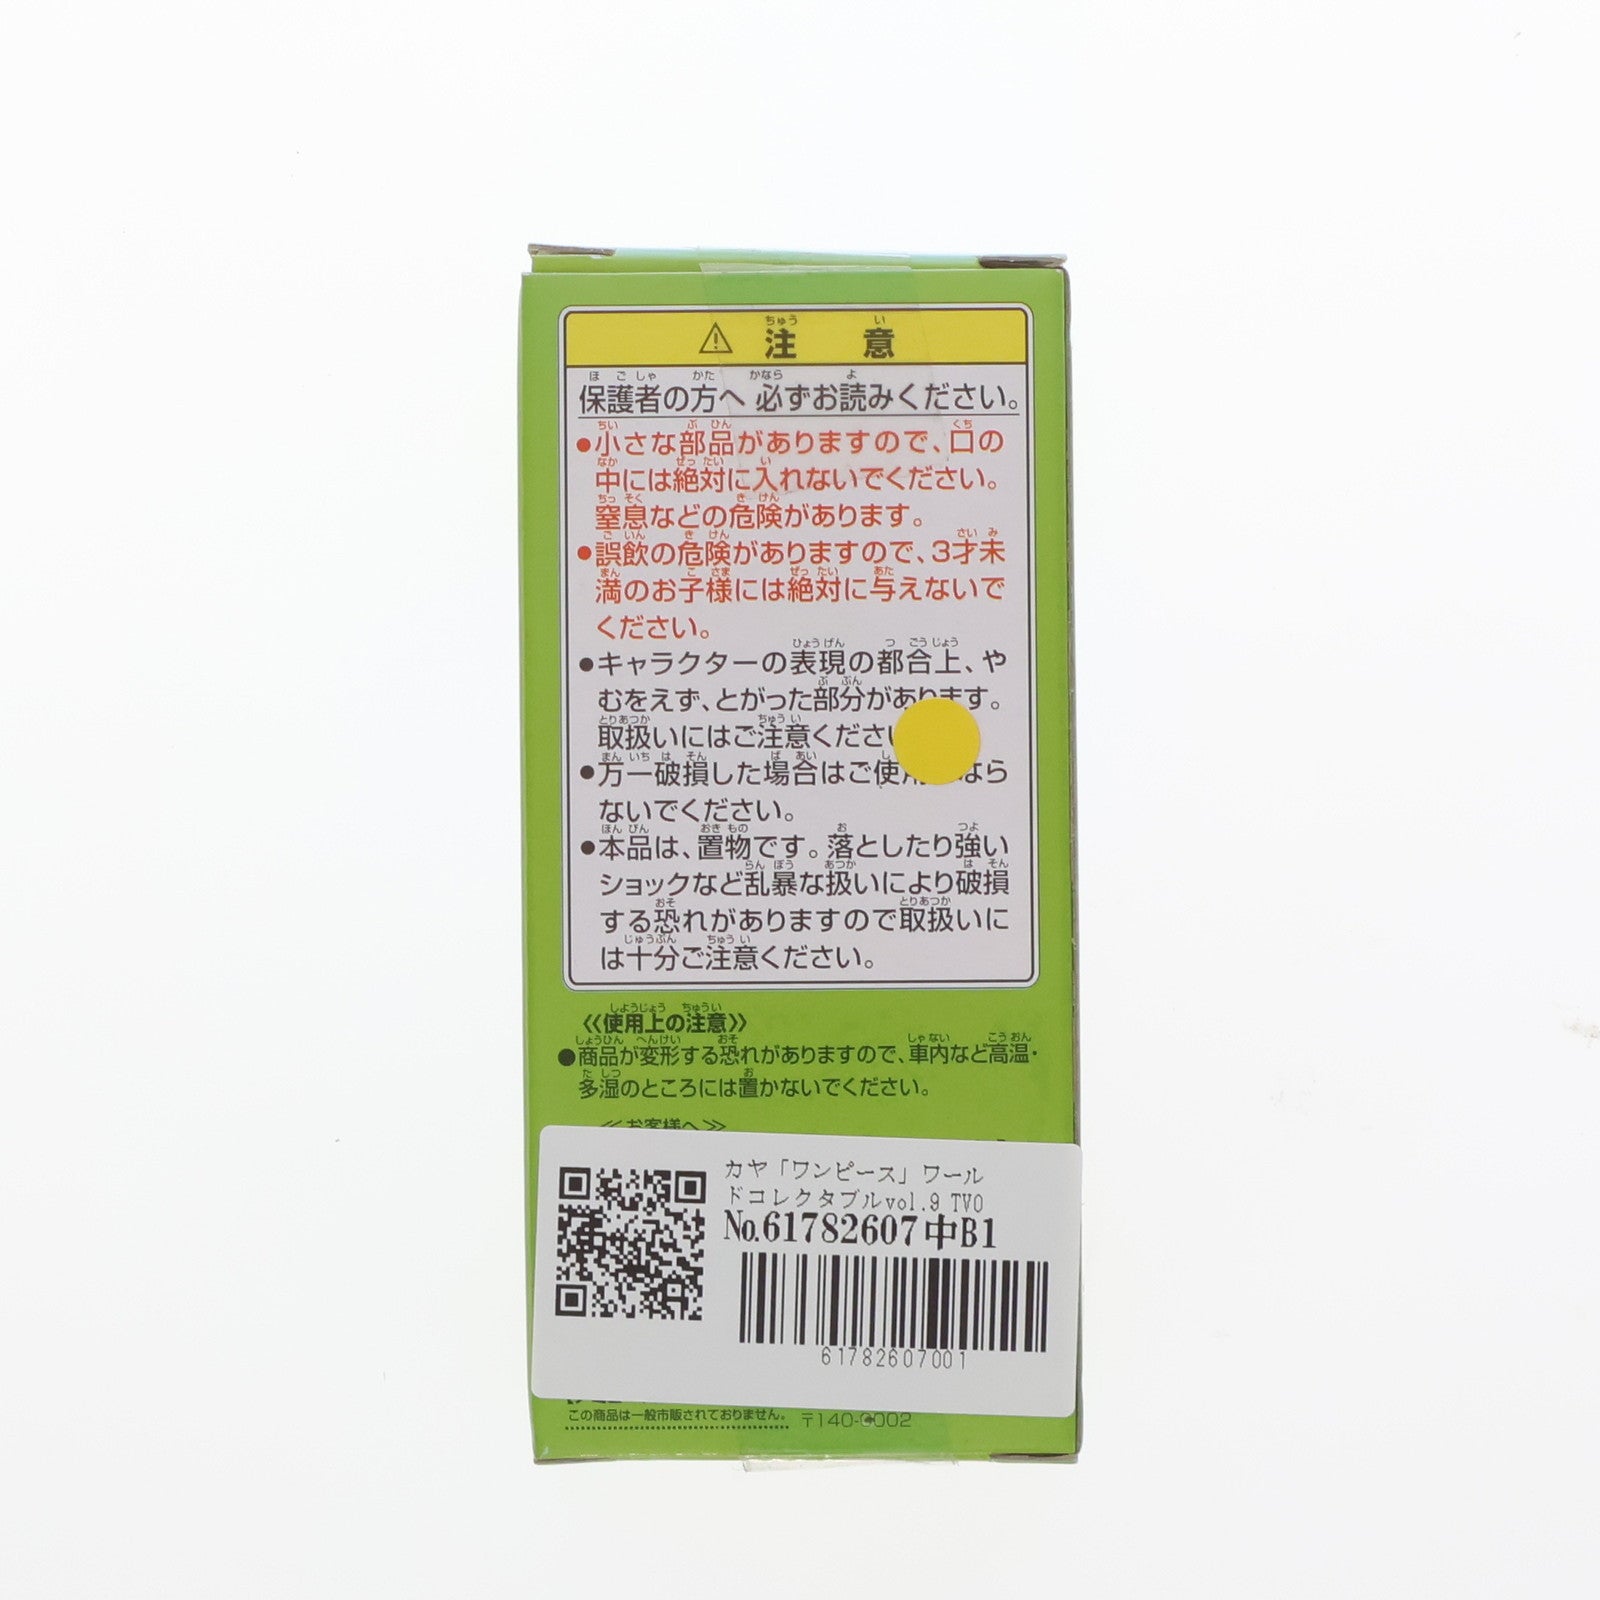 注意
保護者の方へ 必ずお読みください。
●小さな部品がありますので、口の
中には絶対に入れないでください。
窒息などの危険があります。
●誤飲の危険がありますので、3才未
満のお子様には絶対に与えないで
ください。
●キャラクターの表現の都合上、や
むをえず、とがった部分があります。
取扱いにはご注意くださ
●万一破損した場合はご使用 なら
ないでください。
●本品は、置物です。落としたり強い
ショックなど乱暴な扱いにより破損
する恐れがありますので取扱いに
は十分ご注意ください。
《使用上の注意》
●商品が変形する恐れがありますので、車内など高温・
多湿のところには置かないでください。
≪お客様へ≫
カヤ「ワンピース」ワール
ドコレクタブルvol.9 TV0
No.61782607中B1
61782607001
この商品は一般市販されておりません。 〒140-0002